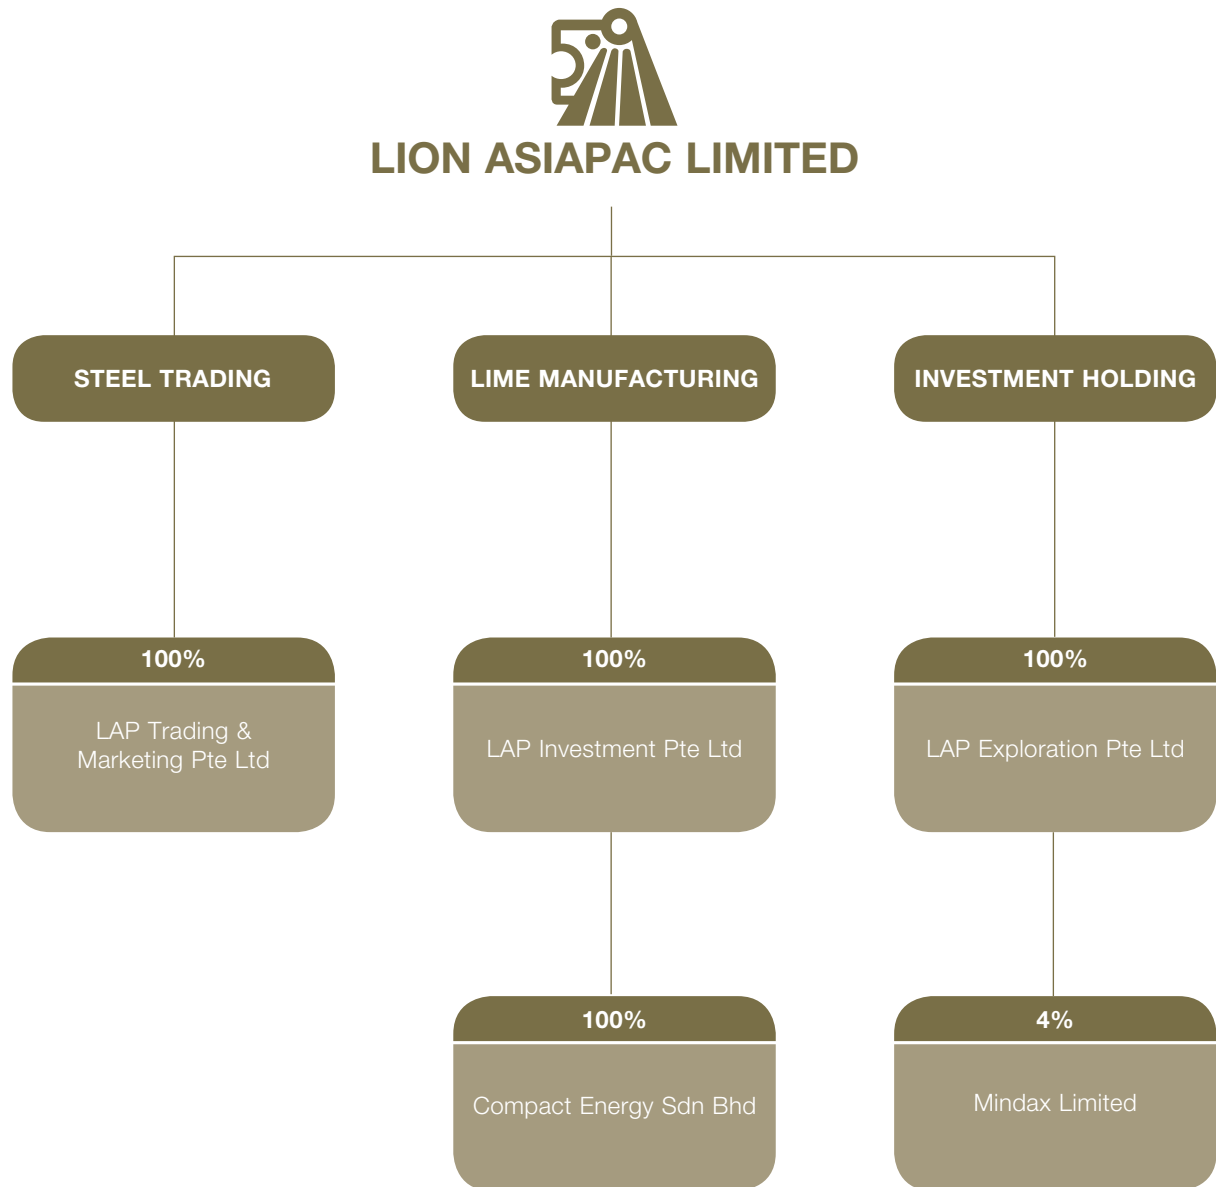 LION ASIAPAC LIMITED
STEEL TRADING
LIME MANUFACTURING
INVESTMENT HOLDING
100%
LAP Trading &
Marketing Pte Ltd
100%
LAP Investment Pte Ltd
100%
LAP Exploration Pte Ltd
100%
Compact Energy Sdn Bhd
4%
Mindax Limited